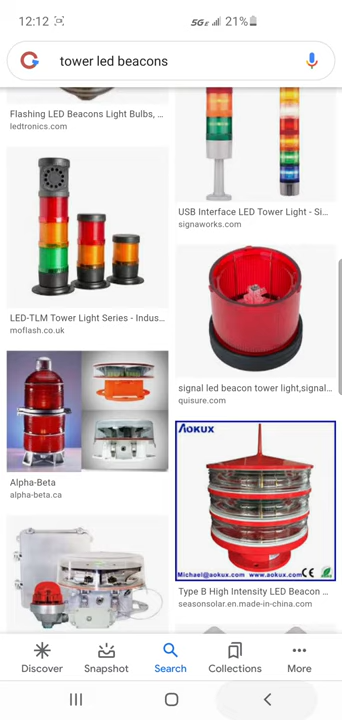 12:12
5GE 21%
tower led beacons
Flashing LED Beacons Light Bulbs, ...
ledtronics.com
USB Interface LED Tower Light - Si...
signaworks.com
LED-TLM Tower Light Series - Indus...
moflash.co.uk
signal led beacon tower light,signal...
quisure.com
Alpha-Beta
alpha-beta.ca
AOKUX
Michael@aokux.com www.aokux.com CE
Type B High Intensity LED Beacon ...
seasonsolar.en.made-in-china.com
Discover
Snapshot
Search
Collections
More